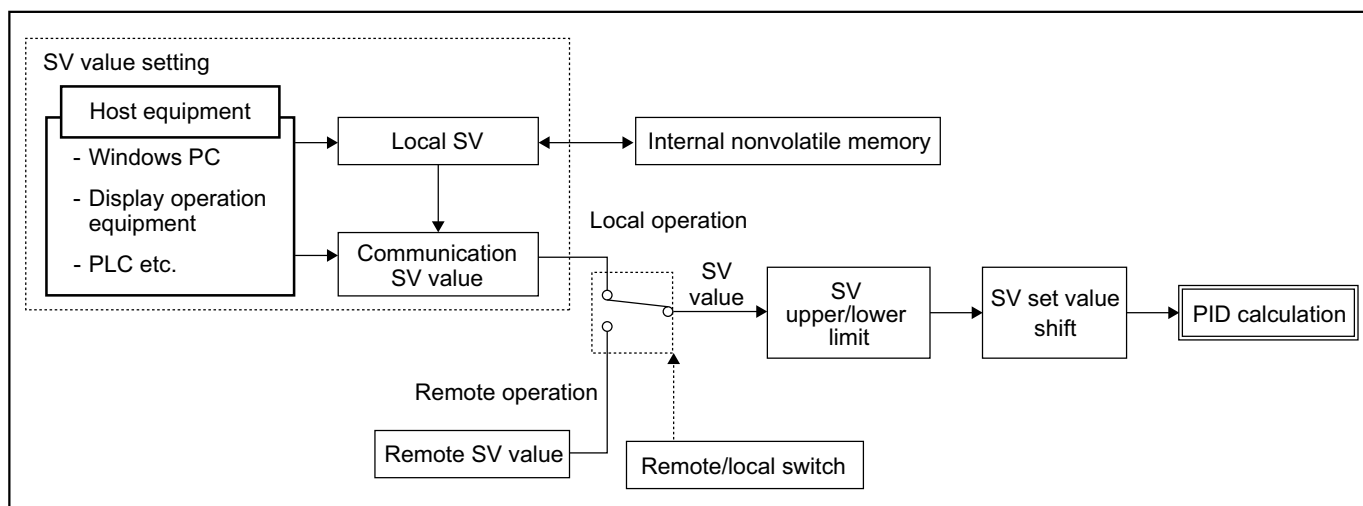 SV value setting
Host equipment
- Windows PC
- Display operation
equipment
- PLC etc.
Local SV
Internal nonvolatile memory
Communication
SV value
Local operation
SV
value
SV
upper/lower
limit
SV set value
shift
PID calculation
Remote operation
Remote SV value
Remote/local switch